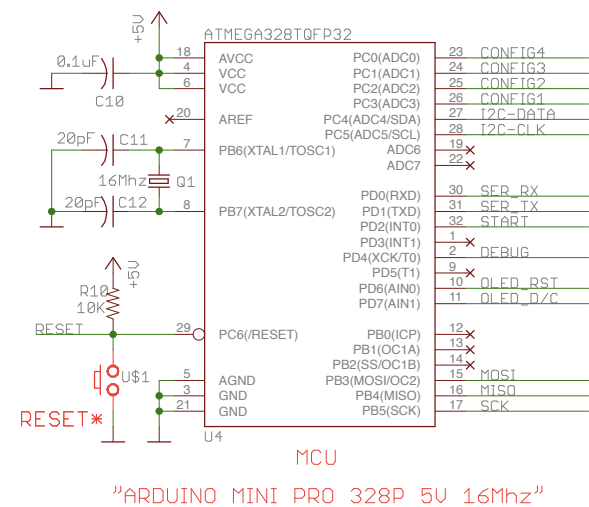 ATMEGA328TQFP32
+5V
0.1uF
C10
18 AVCC PC0(ADC0) 23 CONFIG4
4 VCC PC1(ADC1) 24 CONFIG3
6 VCC PC2(ADC2) 25 CONFIG2
PC3(ADC3) 26 CONFIG1
20 AREF PC4(ADC4/SDA) 27 I2C-DATA
PC5(ADC5/SCL) 28 I2C-CLK
20pF C11
7 PB6(XTAL1/TOSC1) ADC6 19
ADC7 22
16Mhz Q1
20pF C12
8 PB7(XTAL2/TOSC2)
PD0(RXD) 30 SER_RX
PD1(TXD) 31 SER_TX
PD2(INT0) 32 START
PD3(INT1) 1
PD4(XCK/T0) 2 DEBUG
PD5(T1) 9
PD6(AIN0) 10 OLED_RST
PD7(AIN1) 11 OLED_D/C
+5V
R10
10K
RESET 29 PC6(/RESET) PB0(ICP) 12
PB1(OC1A) 13
PB2(SS/OC1B) 14
U$1
5 AGND PB3(MOSI/OC2) 15 MOSI
3 GND PB4(MISO) 16 MISO
21 GND PB5(SCK) 17 SCK
RESET*
U4
MCU
"ARDUINO MINI PRO 328P 5V 16Mhz"